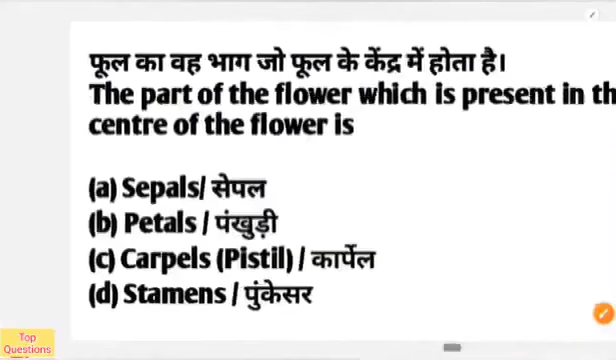 फूल का वह भाग जो फूल के केंद्र में होता है।
The part of the flower which is present in
centre of the flower is
(a) Sepals/ सेपल
(b) Petals / पंखुड़ी
(c) Carpels (Pistil) / कार्पेल
(d) Stamens / पुंकेसर
Top
Questions